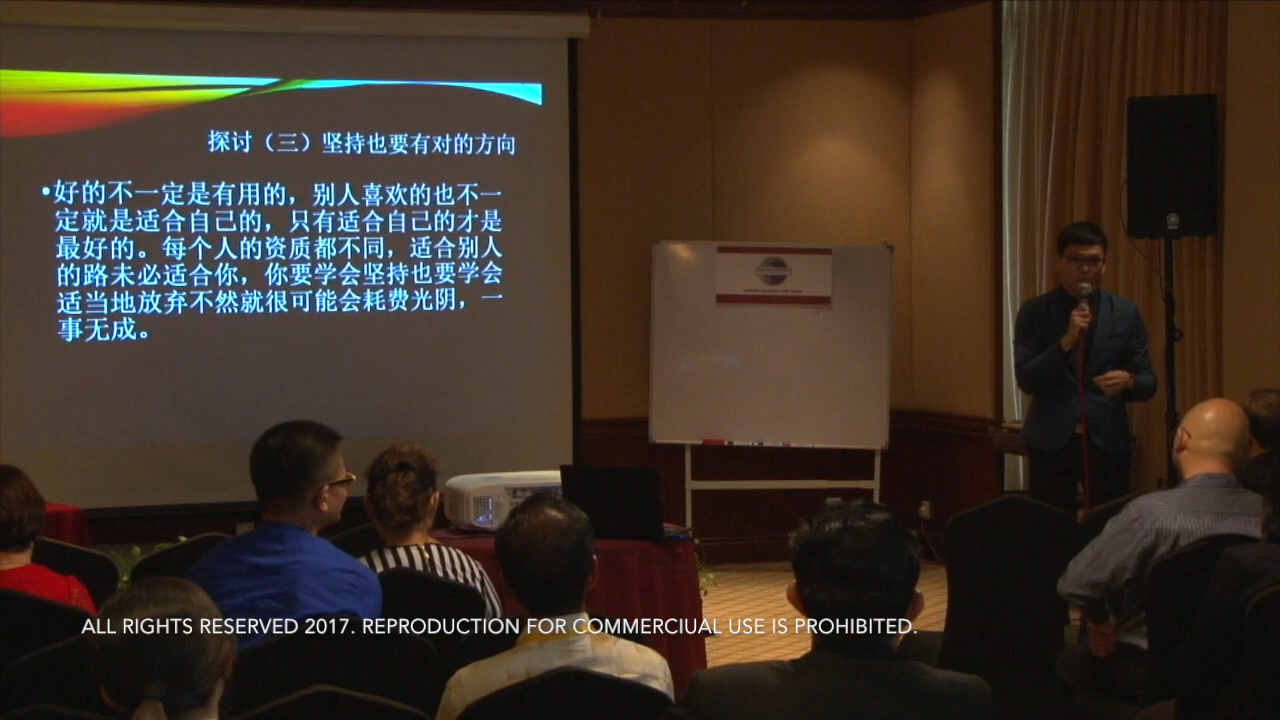 探讨（三）坚持也要有对的方向
•好的不一定是有用的，别人喜欢的也不一
定就是适合自己的，只有适合自己的才是
最好的。每个人的资质都不同，适合别人
的路未必适合你，你要学会坚持也要学会
适当地放弃不然就很可能会耗费光阴，一
事无成。
ALL RIGHTS RESERVED 2017. REPRODUCTION FOR COMMERCIUAL USE IS PROHIBITED.